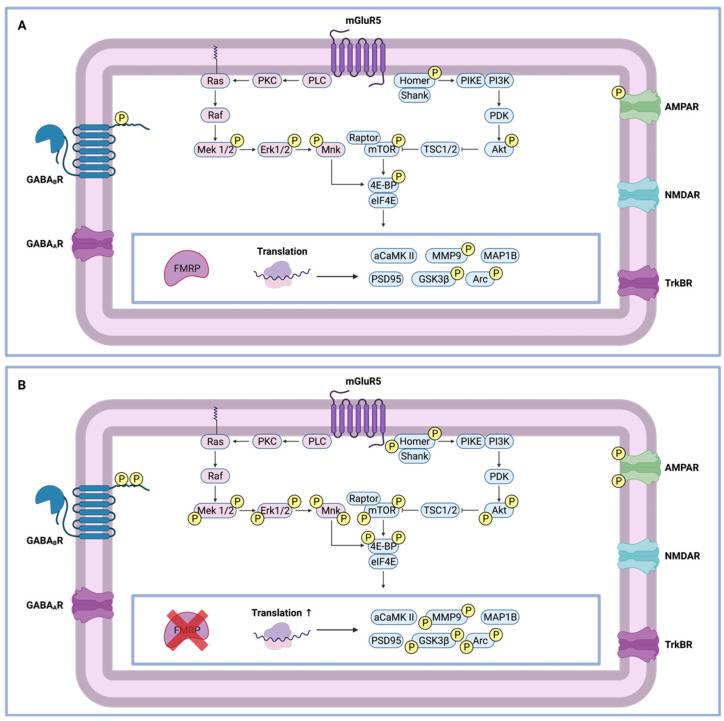 A
mGluR5
Ras PKC PLC Homer P PIKE PI3K
Shank
P AMPAR
P
Raf PDK
GABABR
Mek 1/2 P Erk1/2 P Mnk P Raptor mTOR P TSC1/2 Akt P
4E-BP P
eIF4E
NMDAR
GABAAR
FMRP
Translation
aCaMK II MMP9 P MAP1B
PSD95 GSK3β P Arc P
TrkBR
B
mGluR5
Ras PKC PLC P Homer P PIKE PI3K
Shank
P AMPAR
P
P P
Raf PDK
GABABR
P Mek 1/2 P P Erk1/2 P P Mnk P Raptor P mTOR P TSC1/2 P Akt P
P 4E-BP P
eIF4E
NMDAR
GABAAR
FMRP
Translation ↑
aCaMK II P MMP9 P MAP1B
PSD95 P GSK3β P P Arc P
TrkBR